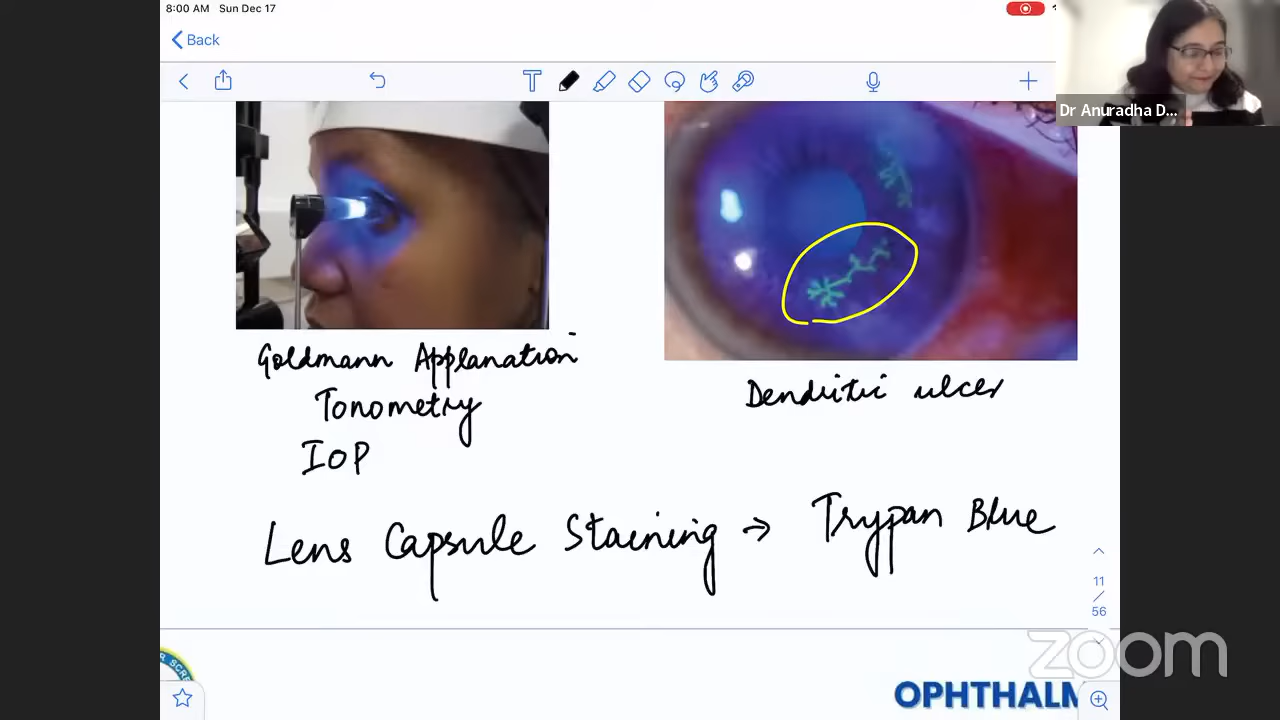 8:00 AM Sun Dec 17
Back
Dr Anuradha D...
Goldmann Applanation
Tonometry
IOP
Dendritic ulcer
Lens Capsule Staining → Trypan Blue
11
/
56
zoom
OPHTHALM